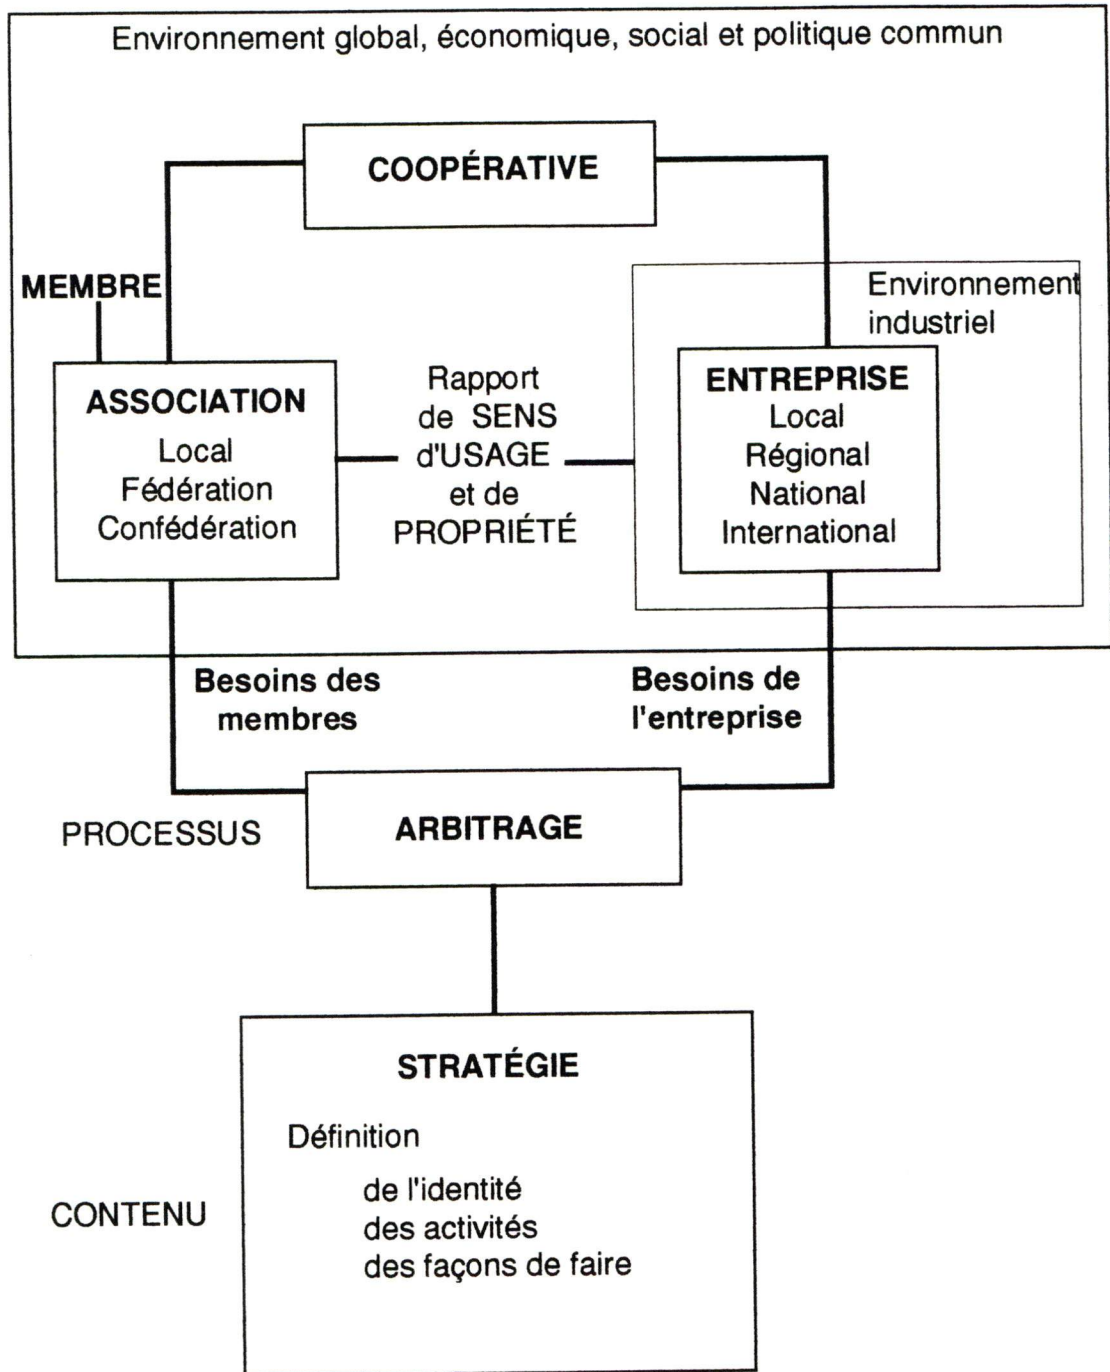 Environnement global, économique, social et politique commun
COOPÉRATIVE
MEMBRE
Environnement
industriel
ASSOCIATION
Local
Fédération
Confédération
Rapport
de SENS
d'USAGE
et de
PROPRIÉTÉ
ENTREPRISE
Local
Régional
National
International
Besoins des
membres
Besoins de
l'entreprise
PROCESSUS
ARBITRAGE
STRATÉGIE
Définition
de l'identité
des activités
des façons de faire
CONTENU